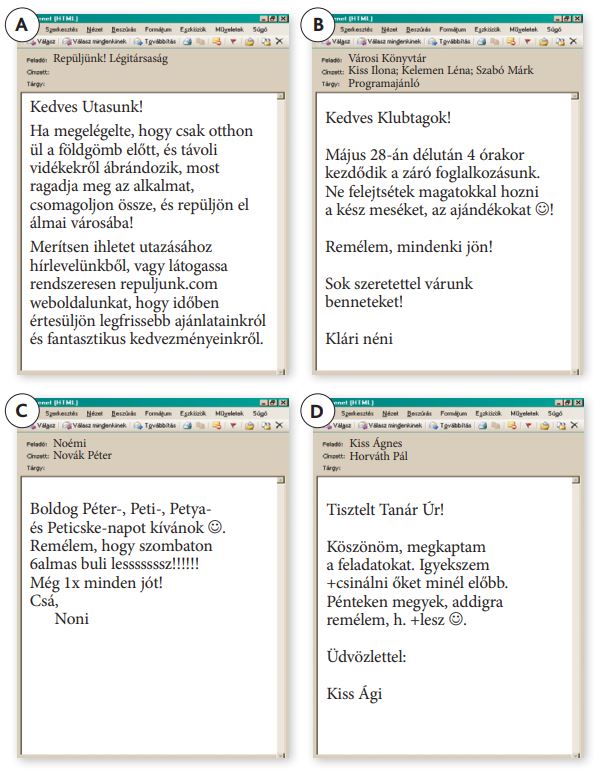 A
enet (HTML)
Szerkesztés Nézet Beszúrás Formátum Eszközök Műveletek Súgó
Válasz Válasz mindenkinek Továbbítás
Feladó: Repüljünk! Légitársaság
Címzett:
Tárgy:
Kedves Utasunk!
Ha megelégelte, hogy csak otthon
ül a földgömb előtt, és távoli
vidékekről ábrándozik, most
ragadja meg az alkalmat,
csomagoljon össze, és repüljön el
álmai városába!
Merítsen ihletet utazásához
hírlevelünkből, vagy látogassa
rendszeresen repuljunk.com
weboldalunkat, hogy időben
értesüljön legfrissebb ajánlatainkról
és fantasztikus kedvezményeinkről.
B
enet (HTML)
Szerkesztés Nézet Beszúrás Formátum Eszközök Műveletek Súgó
Válasz Válasz mindenkinek Továbbítás
Feladó: Városi Könyvtár
Címzett: Kiss Ilona; Kelemen Léna; Szabó Márk
Tárgy: Programajánló
Kedves Klubtagok!
Május 28-án délután 4 órakor
kezdődik a záró foglalkozásunk.
Ne felejtsétek magatokkal hozni
a kész meséket, az ajándékokat ☺!
Remélem, mindenki jön!
Sok szeretettel várunk
benneteket!
Klári néni
C
enet (HTML)
Szerkesztés Nézet Beszúrás Formátum Eszközök Műveletek Súgó
Válasz Válasz mindenkinek Továbbítás
Feladó: Noémi
Címzett: Novák Péter
Tárgy:
Boldog Péter-, Peti-, Petya-
és Peticske-napot kívánok ☺.
Remélem, hogy szombaton
6almas buli lesssssssz!!!!!!
Még 1x minden jót!
Csá,
Noni
D
enet (HTML)
Szerkesztés Nézet Beszúrás Formátum Eszközök Műveletek Súgó
Válasz Válasz mindenkinek Továbbítás
Feladó: Kiss Ágnes
Címzett: Horváth Pál
Tárgy:
Tisztelt Tanár Úr!
Köszönöm, megkaptam
a feladatokat. Igyekszem
+csinálni őket minél előbb.
Pénteken megyek, addigra
remélem, h. +lesz ☺.
Üdvözlettel:
Kiss Ági